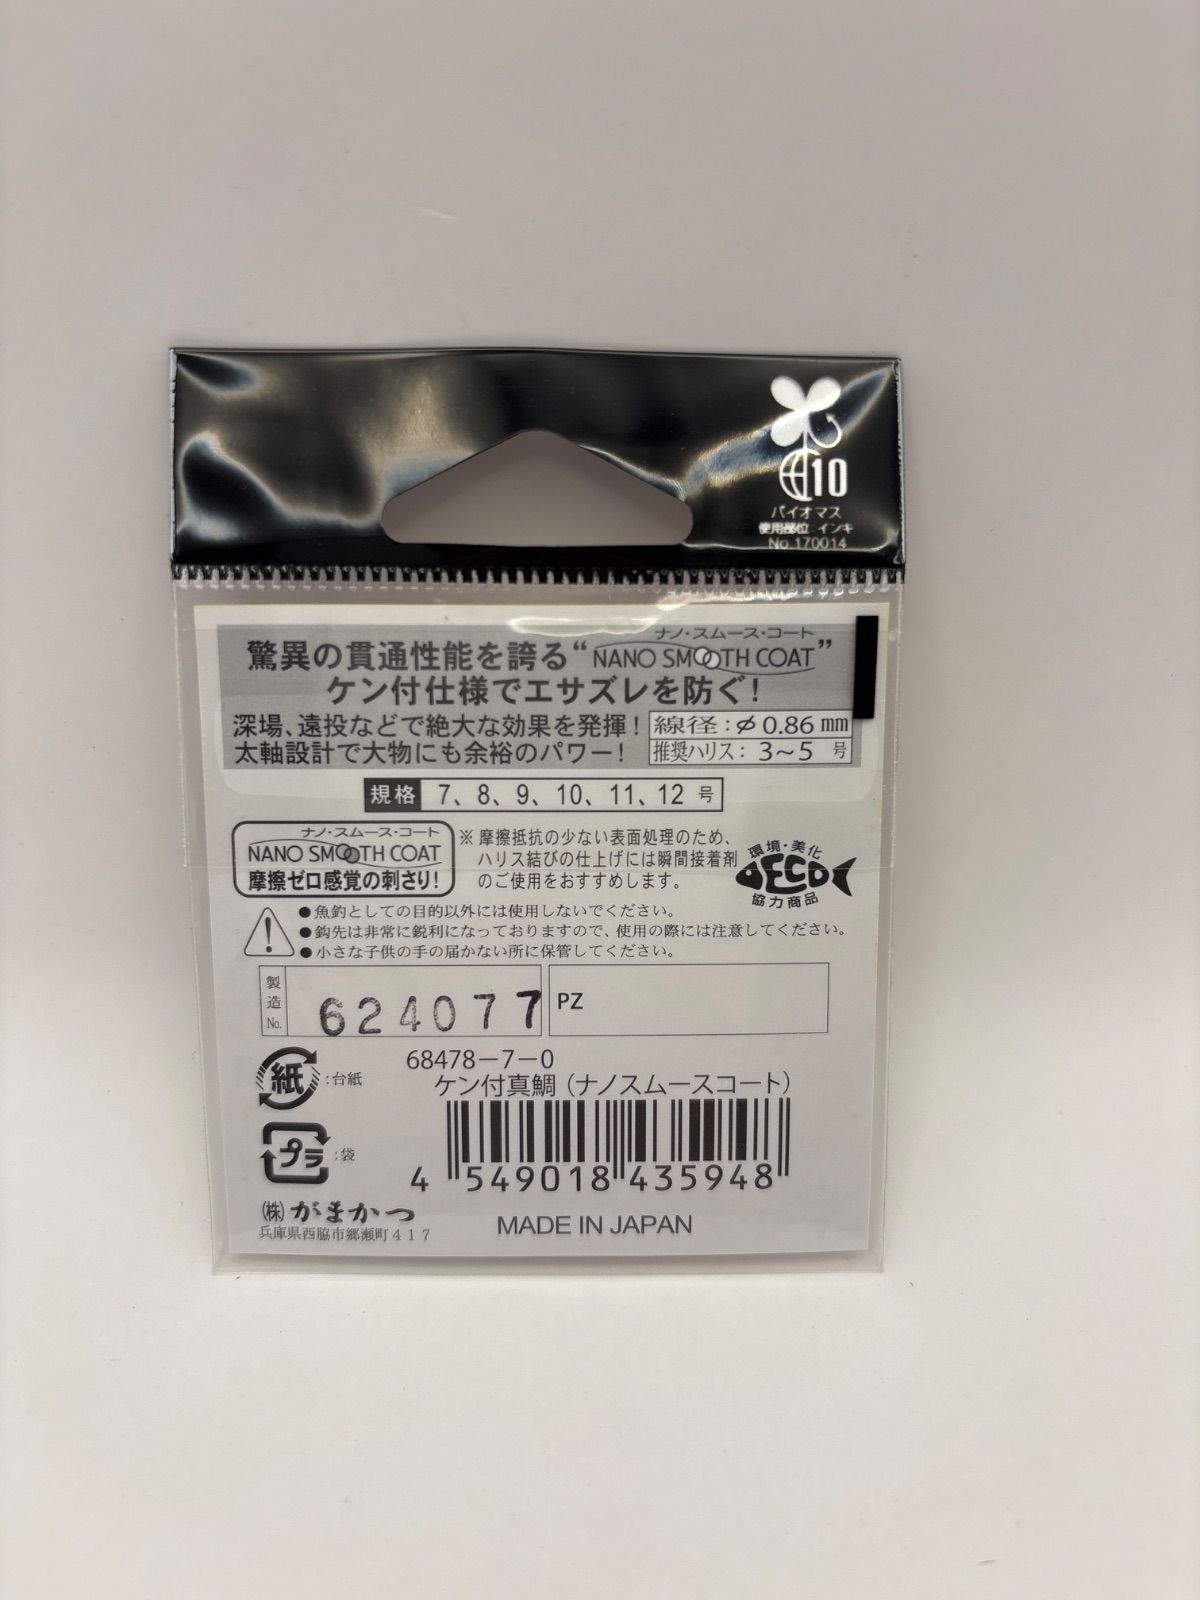 10
バイオマス
使用部位:インキ
No.170014
ナノ・スムース・コート
驚異の貫通性能を誇る“NANO SMOOTH COAT”
ケン付仕様でエサズレを防ぐ!
深場、遠投などで絶大な効果を発揮!
太軸設計で大物にも余裕のパワー!
線径:φ0.86mm
推奨ハリス:3〜5号
規格 7、8、9、10、11、12号
ナノ・スムース・コート
NANO SMOOTH COAT
摩擦ゼロ感覚の刺さり!
※摩擦抵抗の少ない表面処理のため、
ハリス結びの仕上げには瞬間接着剤
のご使用をおすすめします。
環境・美化
ECO
協力商品
●魚釣としての目的以外には使用しないでください。
●鈎先は非常に鋭利になっておりますので、使用の際には注意してください。
●小さな子供の手の届かない所に保管してください。
製造No. 624077
PZ
68478-7-0
ケン付真鯛(ナノスムースコート)
紙:台紙
プラ:袋
4 549018 435948
(株)がまかつ
兵庫県西脇市郷瀬町417
MADE IN JAPAN